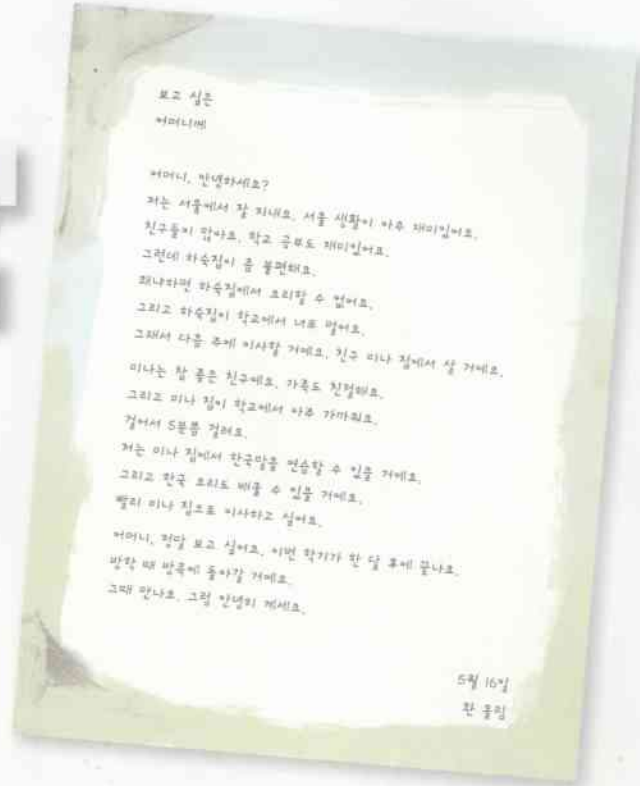 보고 싶은
어머니께
어머니, 안녕하세요?
저는 서울에서 잘 지내요. 서울 생활이 아주 재미있어요.
친구들이 많아요. 학교 공부도 재미있어요.
그런데 하숙집이 좀 불편해요.
왜냐하면 하숙집에서 요리할 수 없어요.
그리고 하숙집이 학교에서 너무 멀어요.
그래서 다음 주에 이사할 거예요. 친구 미나 집에서 살 거예요.
미나는 참 좋은 친구예요. 가족도 친절해요.
그리고 미나 집이 학교에서 아주 가까워요.
걸어서 5분쯤 걸려요.
저는 미나 집에서 한국말을 연습할 수 있을 거예요.
그리고 한국 요리도 배울 수 있을 거예요.
빨리 미나 집으로 이사하고 싶어요.
어머니, 정말 보고 싶어요. 이번 학기가 한 달 후에 끝나요.
방학 때 방콕에 돌아갈 거예요.
그때 만나요. 그럼 안녕히 계세요.
5월 16일
완 올림